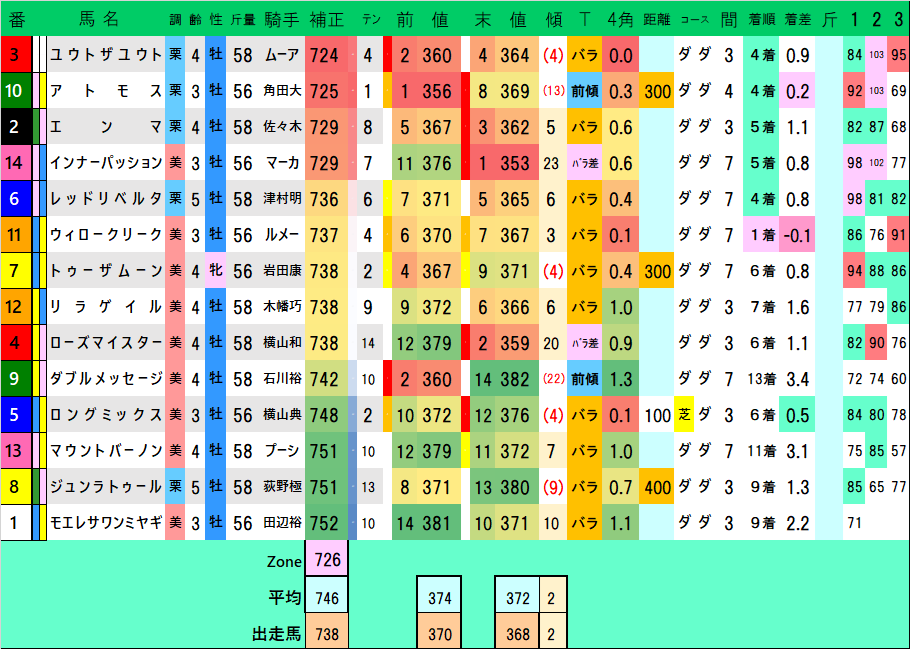 番 馬名 調 齢 性 斤量 騎手 補正 テン 前 値 末 値 傾 T 4角 距離 コース 間 着順 着差 斤 1 2 3
3 ユウトザユウト 栗 4 牡 58 ムーア 724 4 2 360 4 364 (4) バラ 0.0 ダ ダ 3 4着 0.9 84 103 95
10 アトモス 栗 3 牡 56 角田大 725 1 1 356 8 369 (13) 前傾 0.3 300 ダ ダ 4 4着 0.2 92 103 69
2 エンマ 栗 4 牡 58 佐々木 729 8 5 367 3 362 5 バラ 0.6 ダ ダ 3 5着 1.1 82 87 68
14 インナーパッション 美 3 牡 56 マーカ 729 7 11 376 1 353 23 バラ差 0.6 ダ ダ 7 5着 0.8 98 102 77
6 レッドリベルタ 栗 5 牡 58 津村明 736 6 7 371 5 365 6 バラ 0.4 ダ ダ 7 4着 0.8 98 81 82
11 ウィロークリーク 美 3 牡 56 ルメー 737 4 6 370 7 367 3 バラ 0.1 ダ ダ 7 1着 -0.1 86 76 91
7 トゥーザムーン 美 4 牝 56 岩田康 738 2 4 367 9 371 (4) バラ 0.4 300 ダ ダ 7 6着 0.8 94 88 86
12 リラゲイル 美 4 牡 58 木幡巧 738 9 9 372 6 366 6 バラ 1.0 ダ ダ 3 7着 1.6 77 79 86
4 ローズマイスター 美 4 牡 58 横山和 738 14 12 379 2 359 20 バラ差 0.9 ダ ダ 3 6着 1.1 82 90 76
9 ダブルメッセージ 美 4 牡 58 石川裕 742 10 2 360 14 382 (22) 前傾 1.3 ダ ダ 7 13着 3.4 72 74 60
5 ロングミックス 美 3 牡 56 横山典 748 2 10 372 12 376 (4) バラ 0.1 100 芝 ダ 3 6着 0.5 84 80 78
13 マウントバーノン 美 4 牡 58 プーシ 751 10 12 379 11 372 7 バラ 1.0 ダ ダ 7 11着 3.1 75 85 57
8 ジュンラトゥール 栗 5 牡 58 荻野極 751 13 8 371 13 380 (9) バラ 0.7 400 ダ ダ 3 9着 1.3 85 65 77
1 モエレサワンミヤギ 美 3 牡 56 田辺裕 752 10 14 381 10 371 10 バラ 1.1 ダ ダ 3 9着 2.2 71
Zone 726
平均 746 374 372 2
出走馬 738 370 368 2